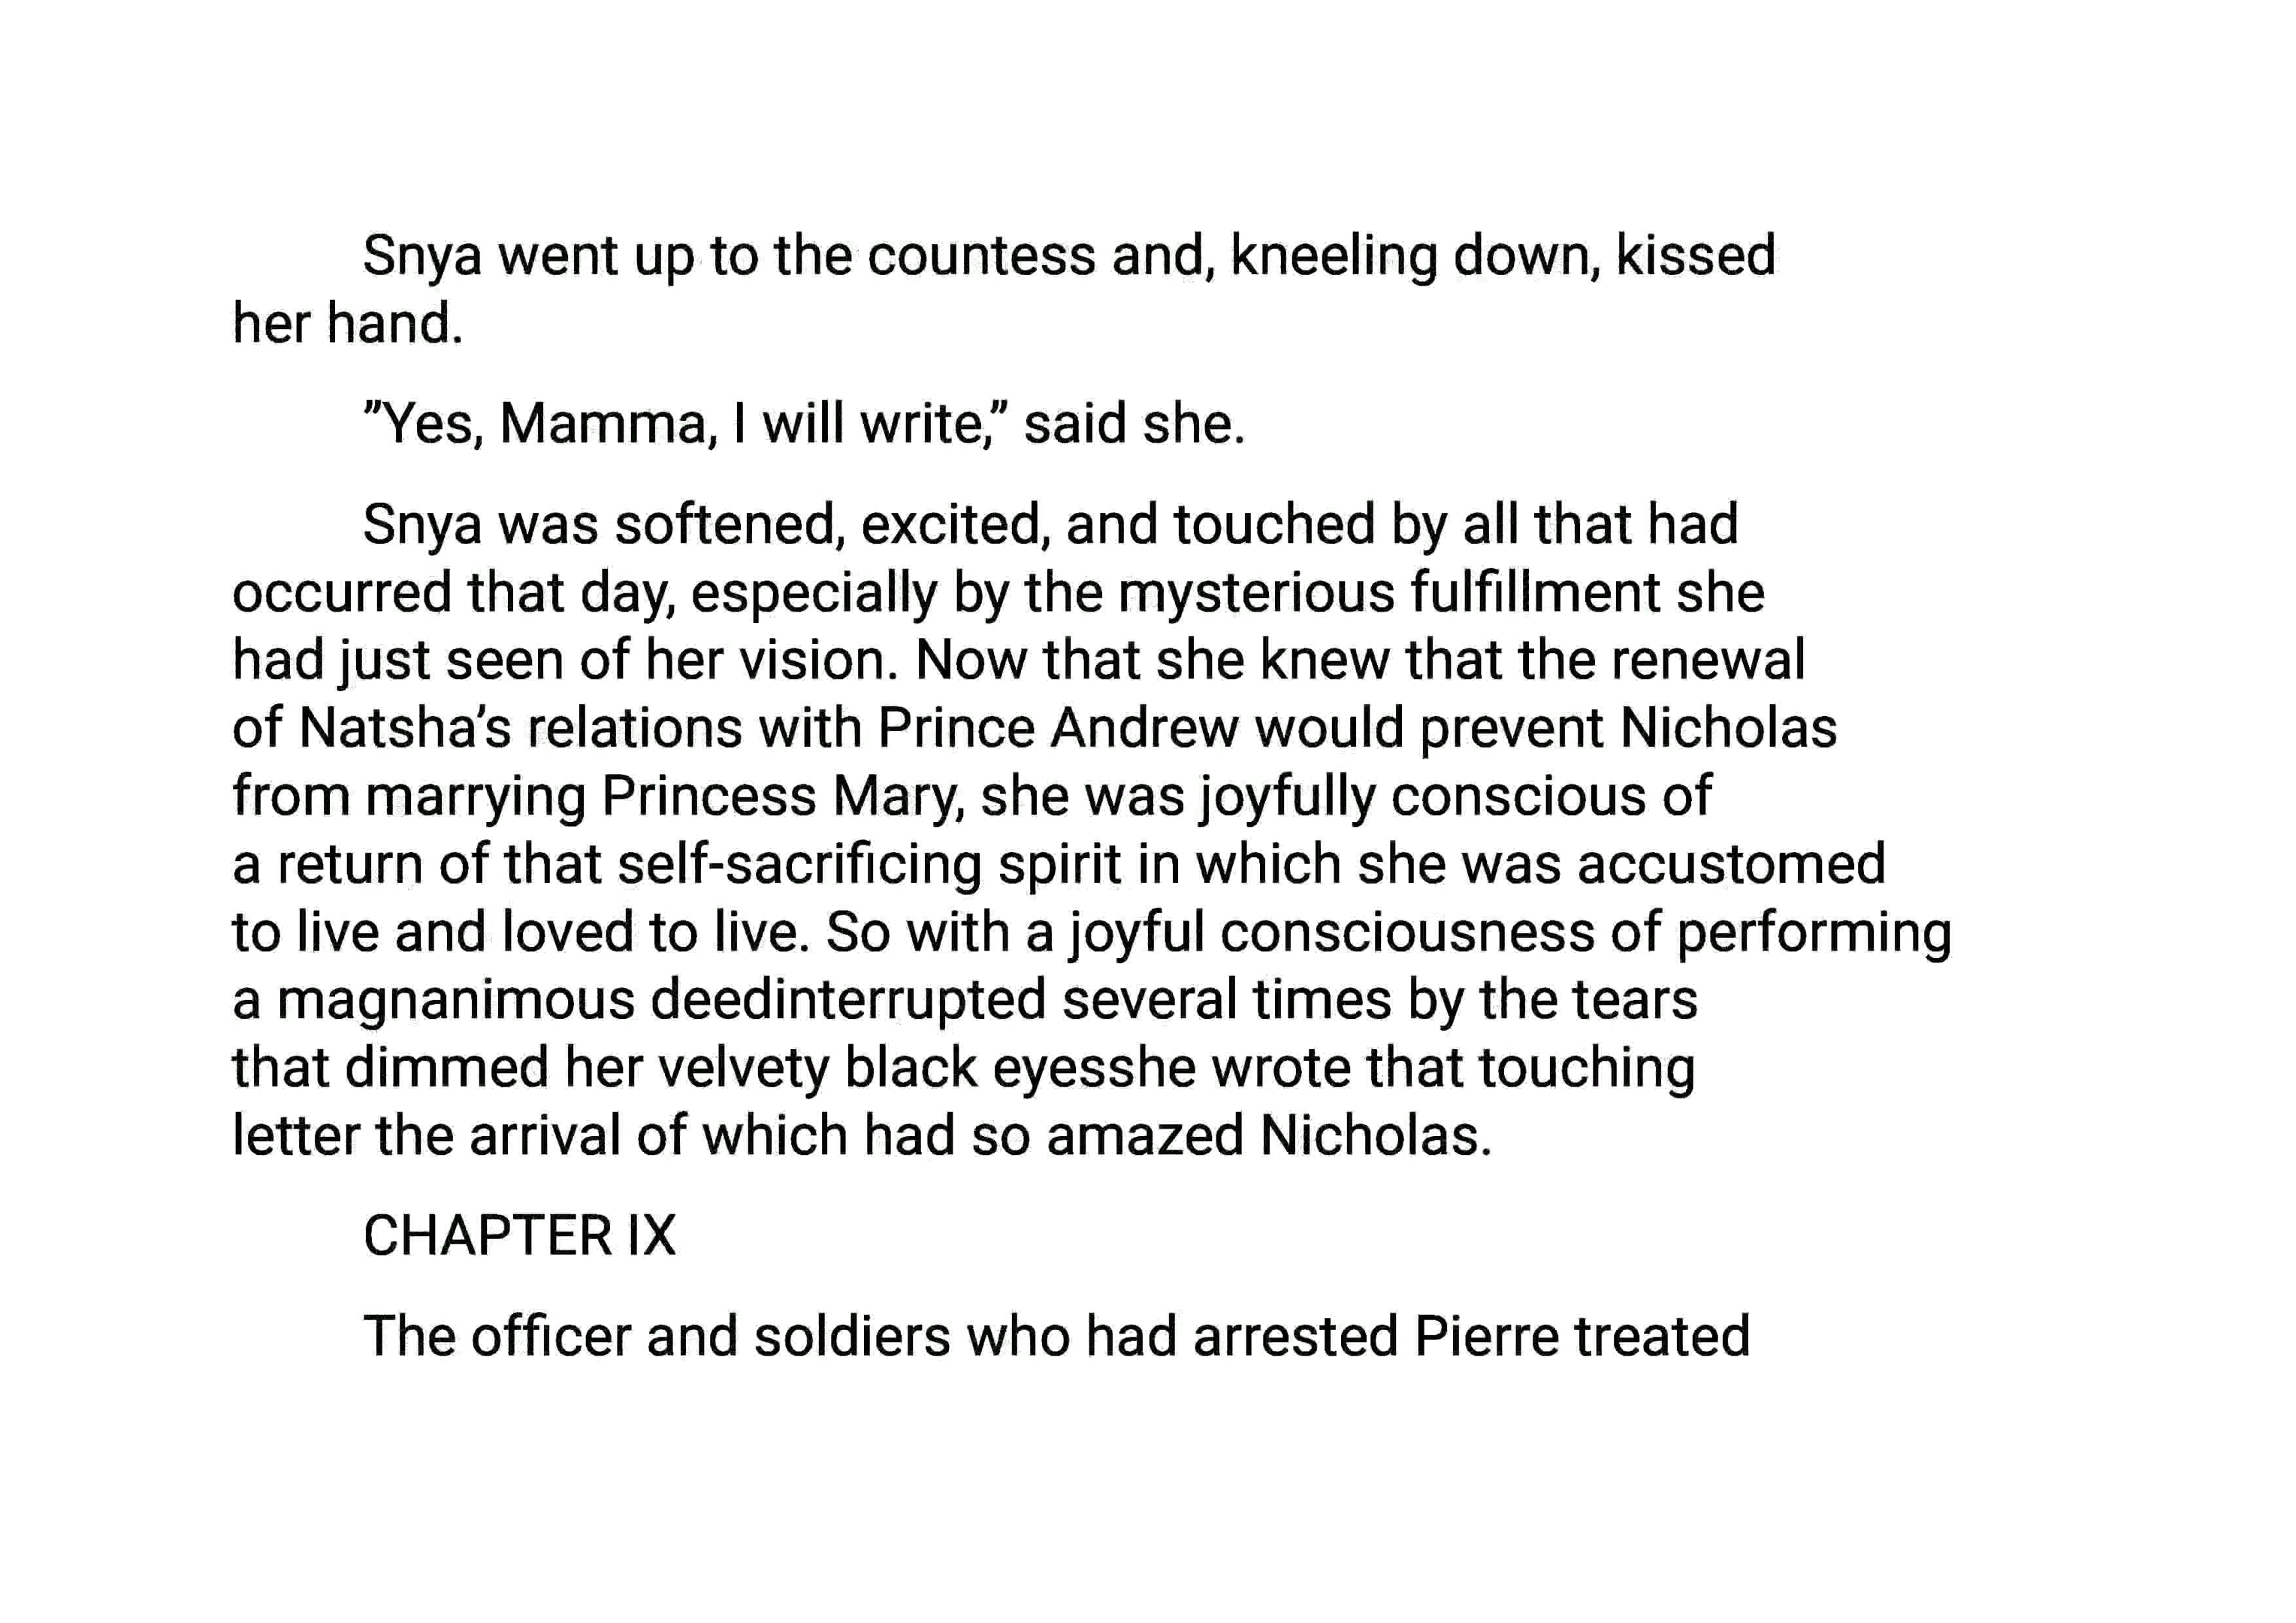 Snya went up to the countess and, kneeling down, kissed
her hand.
”Yes, Mamma, I will write,” said she.
Snya was softened, excited, and touched by all that had
occurred that day, especially by the mysterious fulfillment she
had just seen of her vision. Now that she knew that the renewal
of Natsha’s relations with Prince Andrew would prevent Nicholas
from marrying Princess Mary, she was joyfully conscious of
a return of that self-sacrificing spirit in which she was accustomed
to live and loved to live. So with a joyful consciousness of performing
a magnanimous deedinterrupted several times by the tears
that dimmed her velvety black eyesshe wrote that touching
letter the arrival of which had so amazed Nicholas.
CHAPTER IX
The officer and soldiers who had arrested Pierre treated